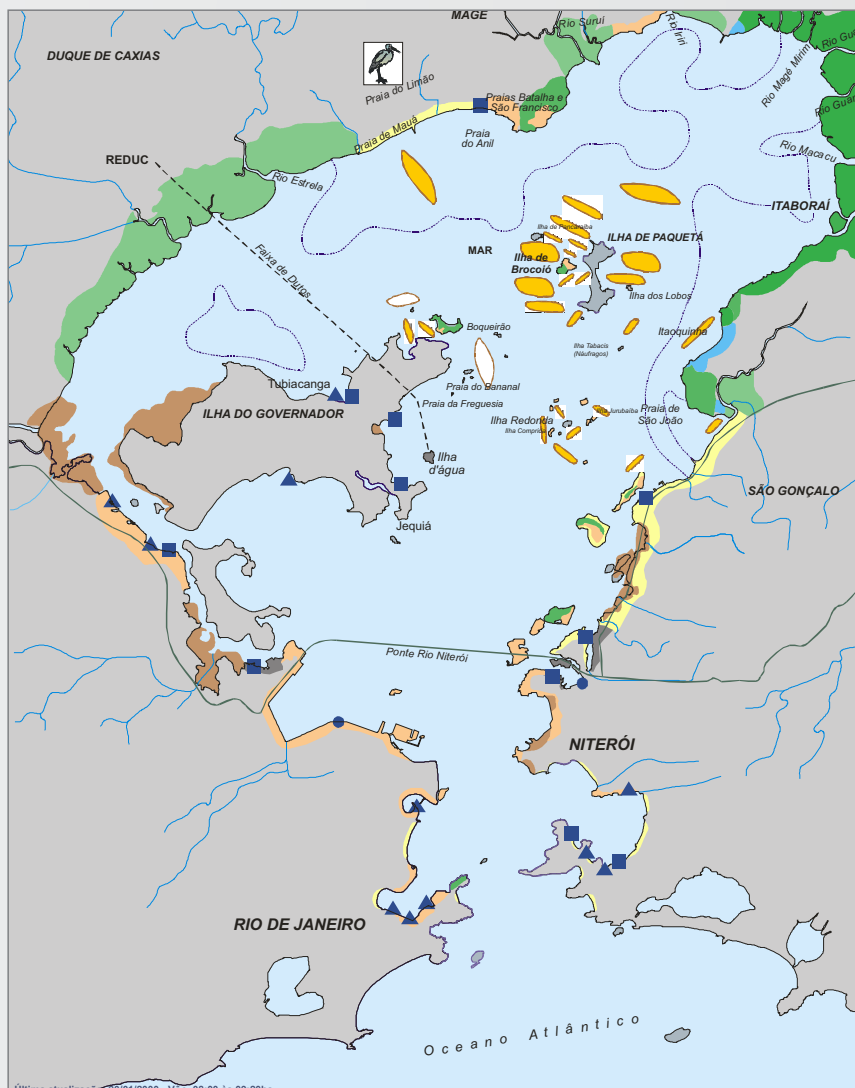 MAGÉ
Rio Suruí
Rio Iriri
DUQUE DE CAXIAS
Rio Magé Mirim
Praia do Limão
Praias Batalha e
São Francisco
Praia de Mauá
Praia
do Anil
Rio Macacu
REDUC
Rio Estrela
ITABORAÍ
Ilha de Pancaraíba
ILHA DE PAQUETÁ
MAR
Ilha de
Brocoió
Faixa de Dutos
Ilha dos Lobos
Boqueirão
Itaoquinha
Ilha Tabacis
(Náufragos)
Tubiacanga
Praia do Bananal
Praia da Freguesia
ILHA DO GOVERNADOR
Ilha Redonda
Ilha Comprida
Ilha Jurubaíba
Praia de
São João
Ilha
d'água
SÃO GONÇALO
Jequiá
Ponte Rio Niterói
NITERÓI
RIO DE JANEIRO
Oceano Atlântico